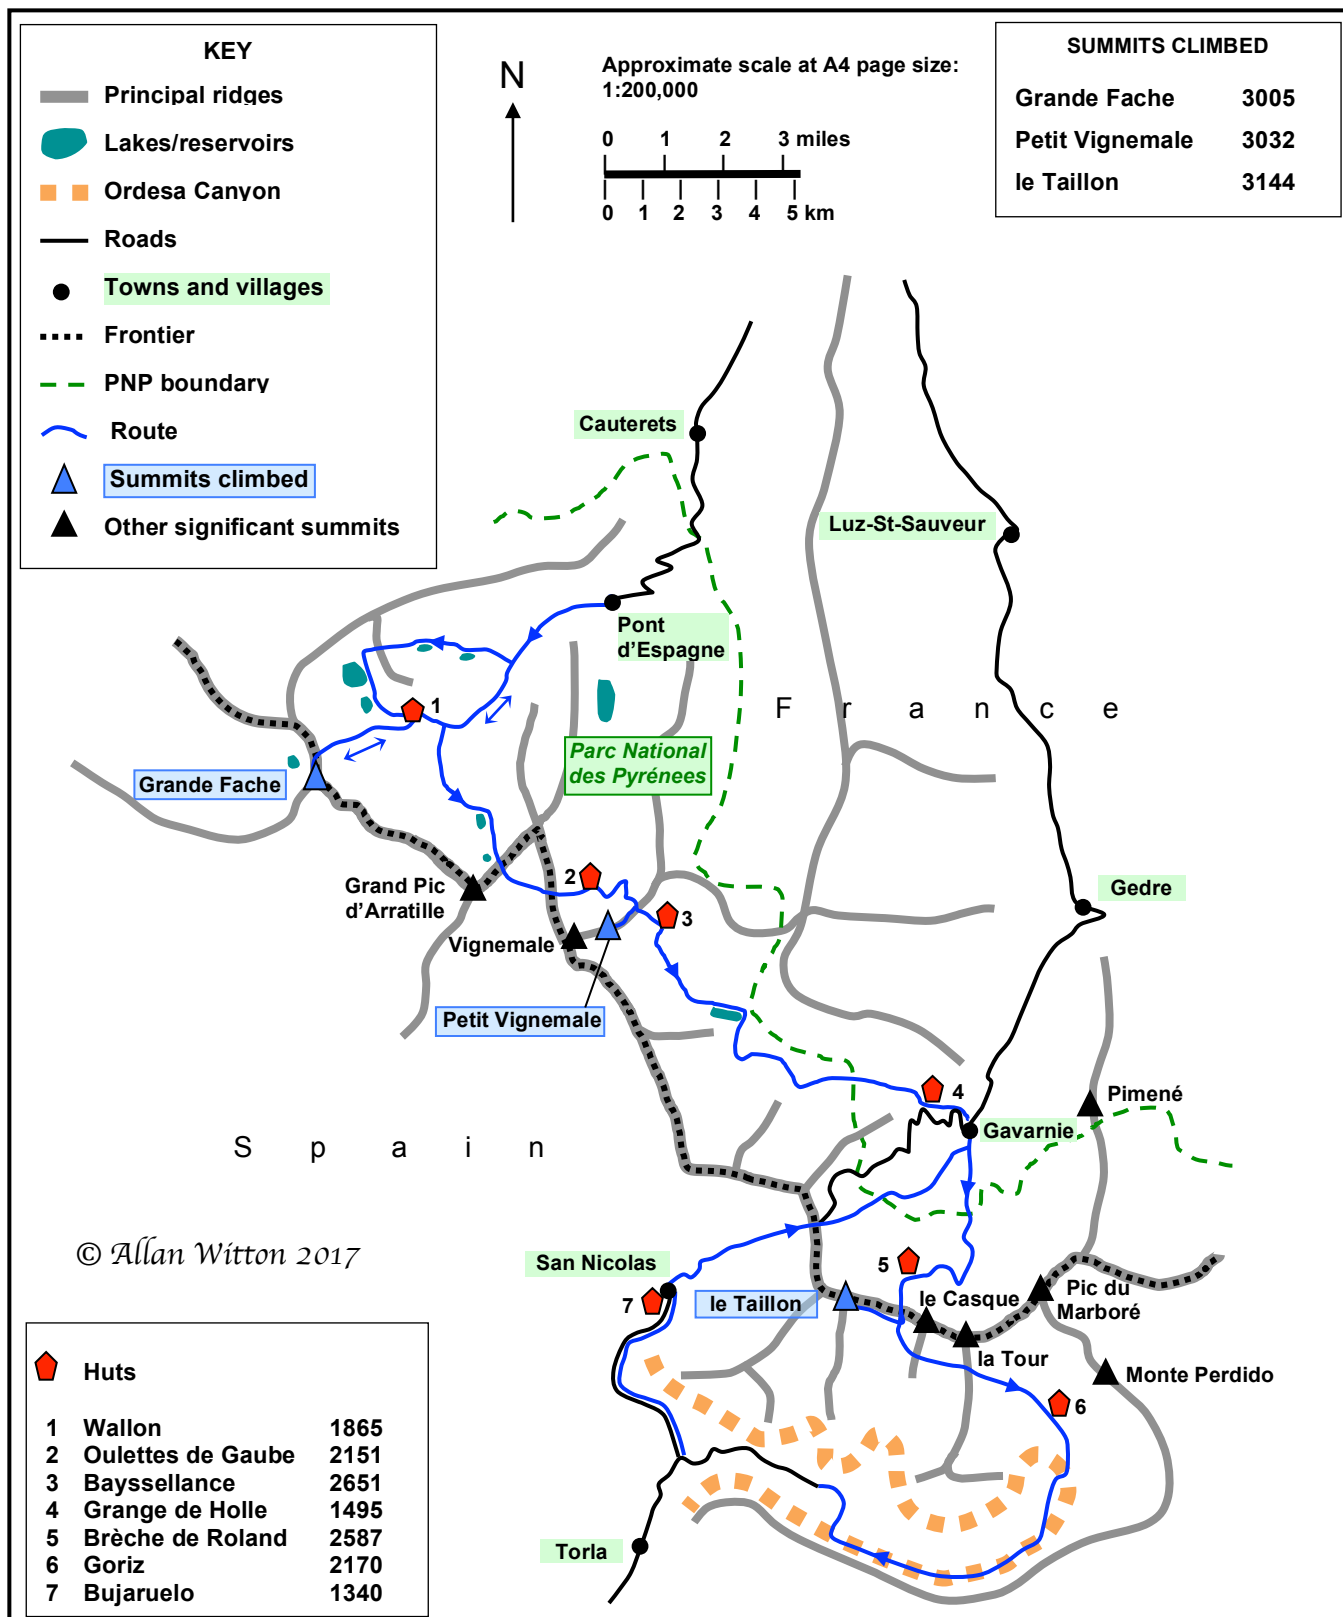 KEY
Principal ridges
Lakes/reservoirs
Ordesa Canyon
Roads
Towns and villages
Frontier
PNP boundary
Route
Summits climbed
Other significant summits
N
Approximate scale at A4 page size:
1:200,000
0 1 2 3 miles
0 1 2 3 4 5 km
SUMMITS CLIMBED
Grande Fache 3005
Petit Vignemale 3032
le Taillon 3144
Cauterets
Luz-St-Sauveur
Pont
d'Espagne
1
France
Parc National
des Pyrénees
Grande Fache
2
Grand Pic
d'Arratille
Gedre
3
Vignemale
Petit Vignemale
4
Pimené
Gavarnie
Spain
© Allan Witton 2017
San Nicolas
5
7
le Taillon
le Casque
Pic du
Marboré
la Tour
Monte Perdido
6
Torla
Huts
1 Wallon 1865
2 Oulettes de Gaube 2151
3 Bayssellance 2651
4 Grange de Holle 1495
5 Brèche de Roland 2587
6 Goriz 2170
7 Bujaruelo 1340